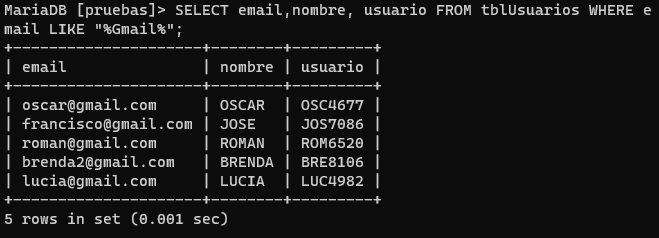 MariaDB [pruebas]> SELECT email,nombre, usuario FROM tblUsuarios WHERE e
mail LIKE "%Gmail%";
+--------------------+--------+---------+
| email              | nombre | usuario |
+--------------------+--------+---------+
| oscar@gmail.com    | OSCAR  | OSC4677 |
| francisco@gmail.com | JOSE   | JOS7086 |
| roman@gmail.com    | ROMAN  | ROM6520 |
| brenda2@gmail.com  | BRENDA | BRE8106 |
| lucia@gmail.com    | LUCIA  | LUC4982 |
+--------------------+--------+---------+
5 rows in set (0.001 sec)